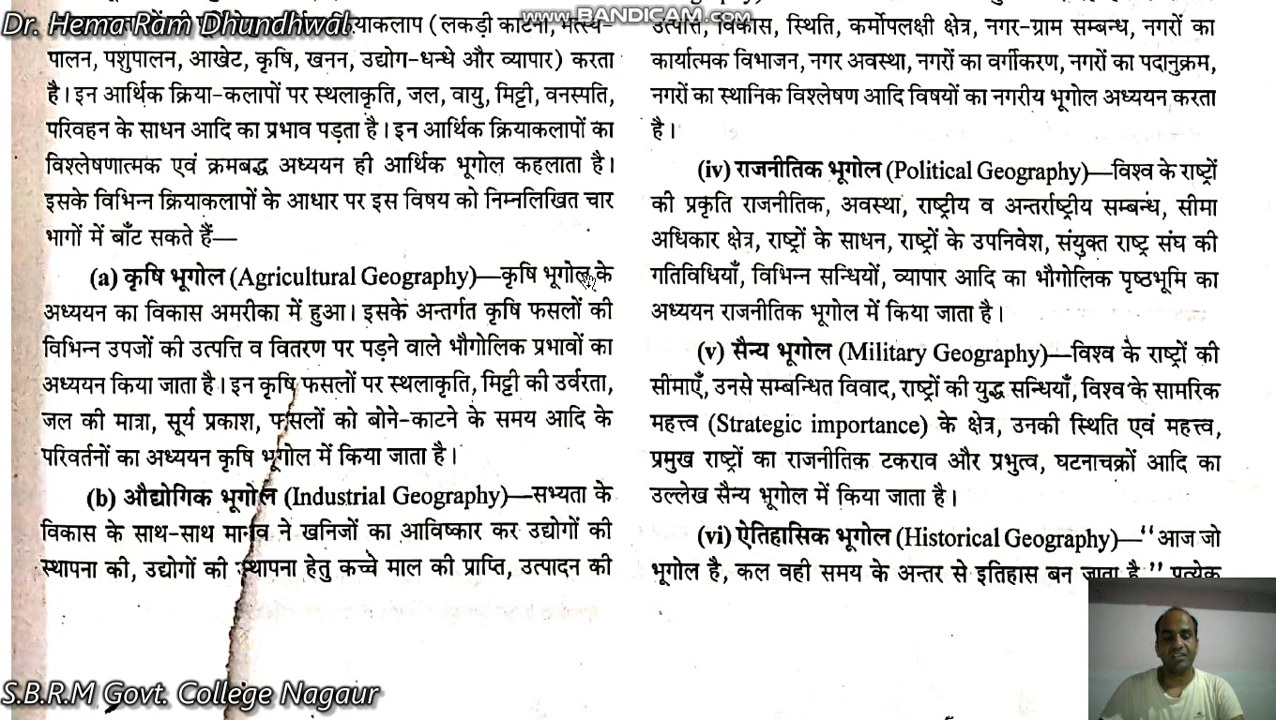 www.BANDICAM.com
Dr. Hema Ram Dhundhwal
क्रियाकलाप (लकड़ी काटना, मत्स्य-
पालन, पशुपालन, आखेट, कृषि, खनन, उद्योग-धन्धे और व्यापार) करता
है। इन आर्थिक क्रिया-कलापों पर स्थलाकृति, जल, वायु, मिट्टी, वनस्पति,
परिवहन के साधन आदि का प्रभाव पड़ता है। इन आर्थिक क्रियाकलापों का
विश्लेषणात्मक एवं क्रमबद्ध अध्ययन ही आर्थिक भूगोल कहलाता है।
इसके विभिन्न क्रियाकलापों के आधार पर इस विषय को निम्नलिखित चार
भागों में बाँट सकते हैं—
(a) कृषि भूगोल (Agricultural Geography)—कृषि भूगोल के
अध्ययन का विकास अमरीका में हुआ। इसके अन्तर्गत कृषि फसलों की
विभिन्न उपजों की उत्पत्ति व वितरण पर पड़ने वाले भौगोलिक प्रभावों का
अध्ययन किया जाता है। इन कृषि फसलों पर स्थलाकृति, मिट्टी की उर्वरता,
जल की मात्रा, सूर्य प्रकाश, फसलों को बोने-काटने के समय आदि के
परिवर्तनों का अध्ययन कृषि भूगोल में किया जाता है।
(b) औद्योगिक भूगोल (Industrial Geography)—सभ्यता के
विकास के साथ-साथ मानव ने खनिजों का आविष्कार कर उद्योगों की
स्थापना की, उद्योगों की स्थापना हेतु कच्चे माल की प्राप्ति, उत्पादन की
उत्पत्ति, विकास, स्थिति, कर्मोपलक्षी क्षेत्र, नगर-ग्राम सम्बन्ध, नगरों का
कार्यात्मक विभाजन, नगर अवस्था, नगरों का वर्गीकरण, नगरों का पदानुक्रम,
नगरों का स्थानिक विश्लेषण आदि विषयों का नगरीय भूगोल अध्ययन करता
है।
(iv) राजनीतिक भूगोल (Political Geography)—विश्व के राष्ट्रों
की प्रकृति राजनीतिक, अवस्था, राष्ट्रीय व अन्तर्राष्ट्रीय सम्बन्ध, सीमा
अधिकार क्षेत्र, राष्ट्रों के साधन, राष्ट्रों के उपनिवेश, संयुक्त राष्ट्र संघ की
गतिविधियाँ, विभिन्न सन्धियों, व्यापार आदि का भौगोलिक पृष्ठभूमि का
अध्ययन राजनीतिक भूगोल में किया जाता है।
(v) सैन्य भूगोल (Military Geography)—विश्व के राष्ट्रों की
सीमाएँ, उनसे सम्बन्धित विवाद, राष्ट्रों की युद्ध सन्धियाँ, विश्व के सामरिक
महत्त्व (Strategic importance) के क्षेत्र, उनकी स्थिति एवं महत्त्व,
प्रमुख राष्ट्रों का राजनीतिक टकराव और प्रभुत्व, घटनाचक्रों आदि का
उल्लेख सैन्य भूगोल में किया जाता है।
(vi) ऐतिहासिक भूगोल (Historical Geography)—“आज जो
भूगोल है, कल वही समय के अन्तर से इतिहास बन जाता है।” प्रत्येक
S.B.R.M Govt. College Nagaur